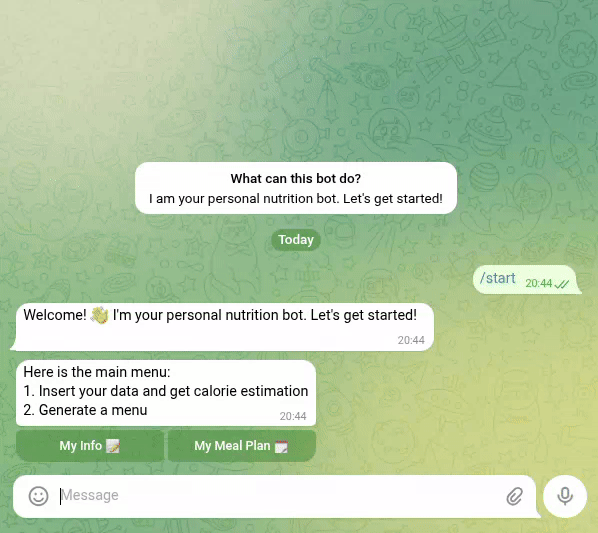 What can this bot do?
I am your personal nutrition bot. Let's get started!
Today
/start 20:44
Welcome! 👋 I'm your personal nutrition bot. Let's get started!
20:44
Here is the main menu:
1. Insert your data and get calorie estimation
2. Generate a menu
20:44
My Info 📝 My Meal Plan 🗓️
Message